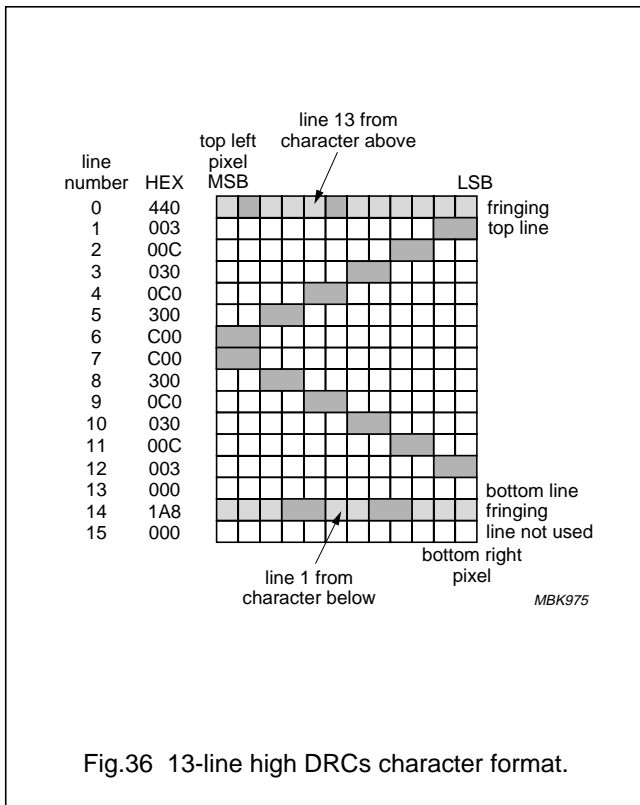 line 13 from
character above
top left
pixel
MSB
line
number
HEX
LSB
0 440 fringing
1 003 top line
2 00C
3 030
4 0C0
5 300
6 C00
7 C00
8 300
9 0C0
10 030
11 00C
12 003
13 000 bottom line
14 1A8 fringing
15 000 line not used
bottom right
pixel
line 1 from
character below
MBK975
Fig.36 13-line high DRCs character format.